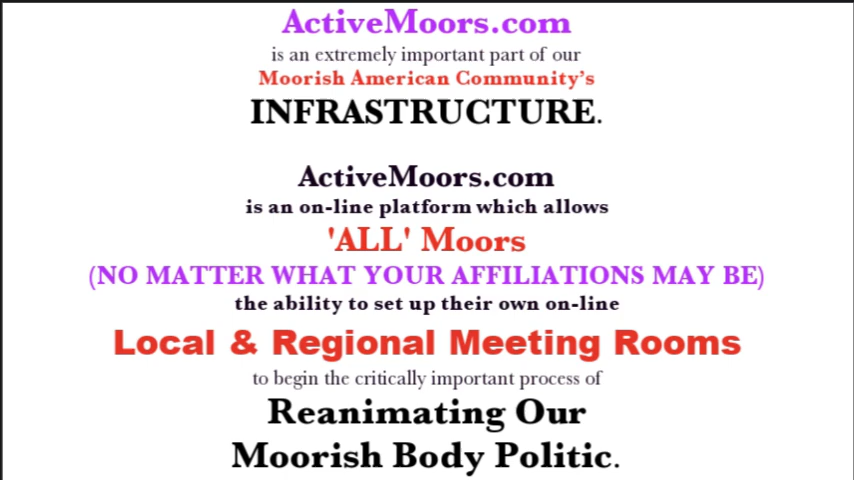 ActiveMoors.com
is an extremely important part of our
Moorish American Community's
INFRASTRUCTURE.
ActiveMoors.com
is an on-line platform which allows
'ALL' Moors
(NO MATTER WHAT YOUR AFFILIATIONS MAY BE)
the ability to set up their own on-line
Local & Regional Meeting Rooms
to begin the critically important process of
Reanimating Our
Moorish Body Politic.